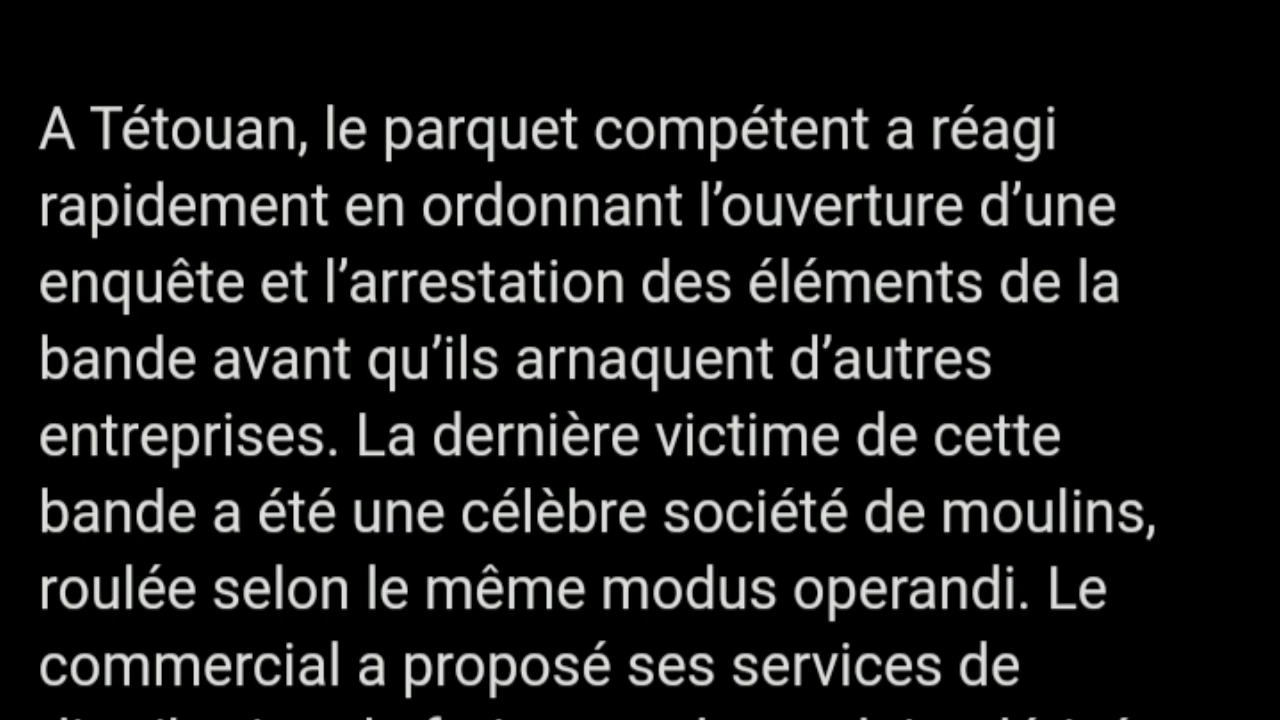 A Tétouan, le parquet compétent a réagi
rapidement en ordonnant l’ouverture d’une
enquête et l’arrestation des éléments de la
bande avant qu’ils arnaquent d’autres
entreprises. La dernière victime de cette
bande a été une célèbre société de moulins,
roulée selon le même modus operandi. Le
commercial a proposé ses services de